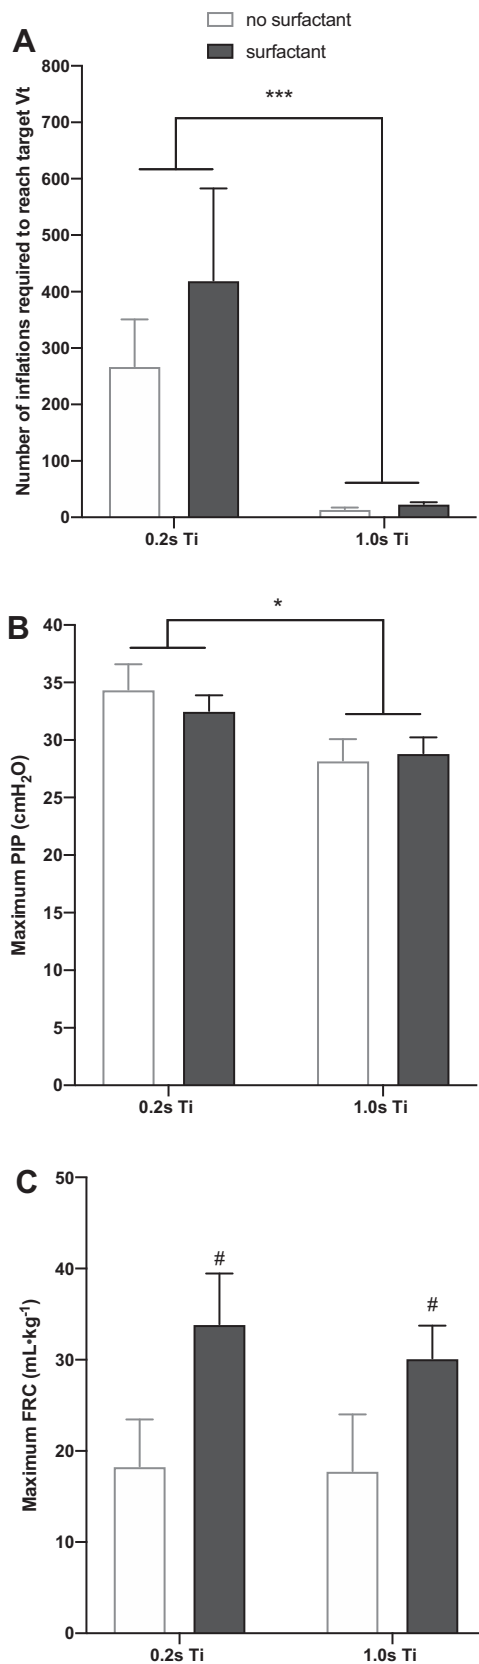 no surfactant
surfactant
A
Number of inflations required to reach target Vt
800
700
600
500
400
300
200
100
0
***
0.2s Ti
1.0s Ti
B
Maximum PIP (cmH₂O)
40
35
30
25
20
15
10
5
0
*
0.2s Ti
1.0s Ti
C
Maximum FRC (mL•kg⁻¹)
50
40
30
20
10
0
#
#
0.2s Ti
1.0s Ti